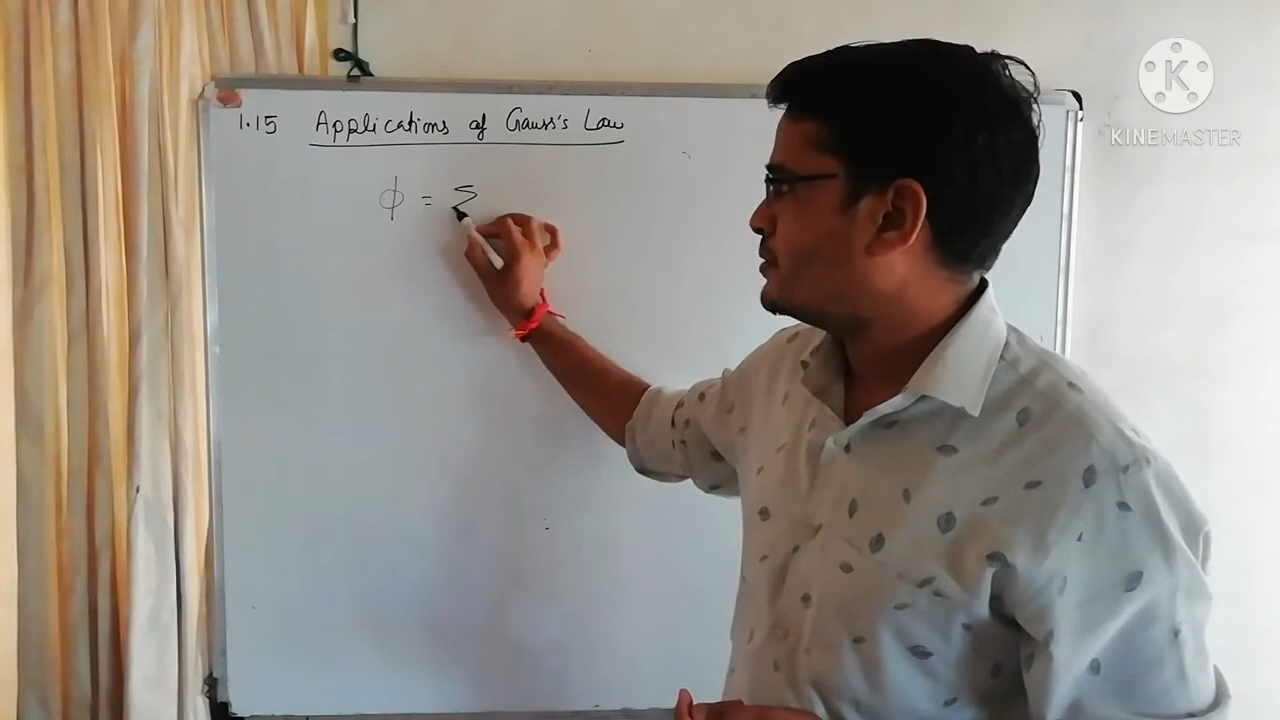 1.15 Applications of Gauss's Law
ϕ = Σ
K
KINEMASTER